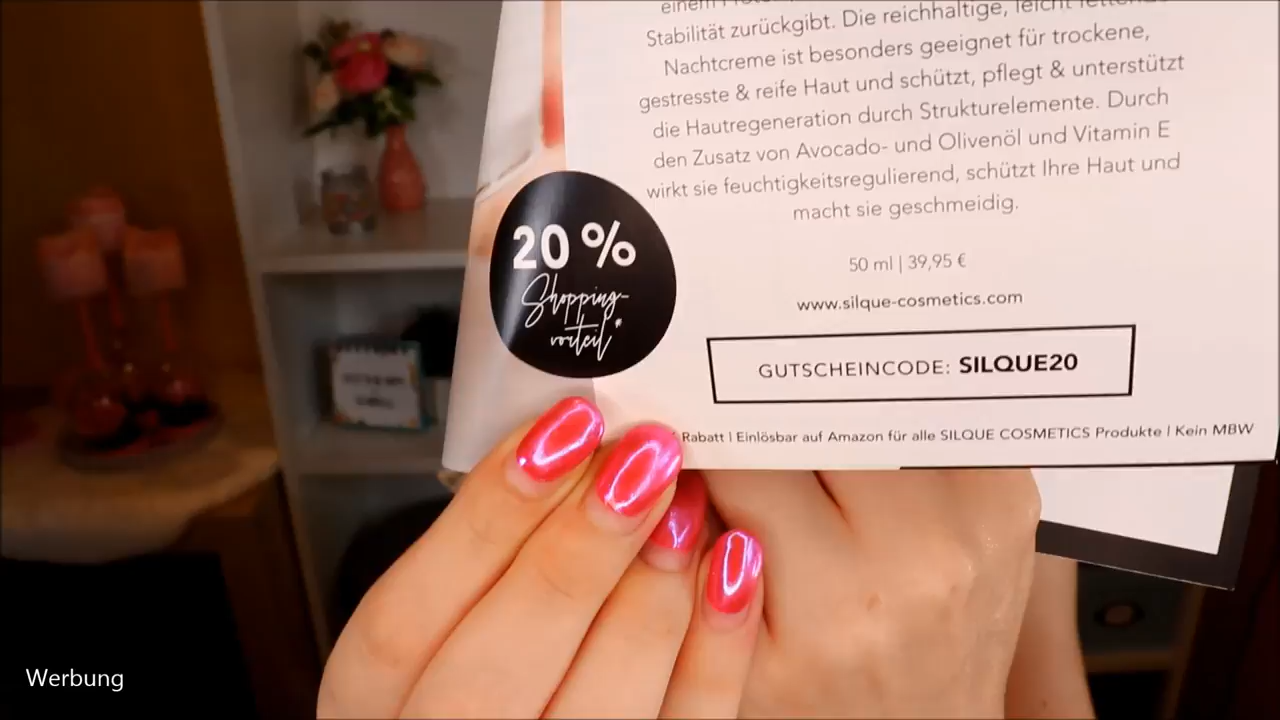 einem
Stabilität zurückgibt. Die reichhaltige, leicht fettende
Nachtcreme ist besonders geeignet für trockene,
gestresste & reife Haut und schützt, pflegt & unterstützt
die Hautregeneration durch Strukturelemente. Durch
den Zusatz von Avocado- und Olivenöl und Vitamin E
wirkt sie feuchtigkeitsregulierend, schützt Ihre Haut und
macht sie geschmeidig.
20 %
Shopping-
vorteil*
50 ml | 39,95 €
www.silque-cosmetics.com
GUTSCHEINCODE: SILQUE20
Rabatt | Einlösbar auf Amazon für alle SILQUE COSMETICS Produkte | Kein MBW
Werbung